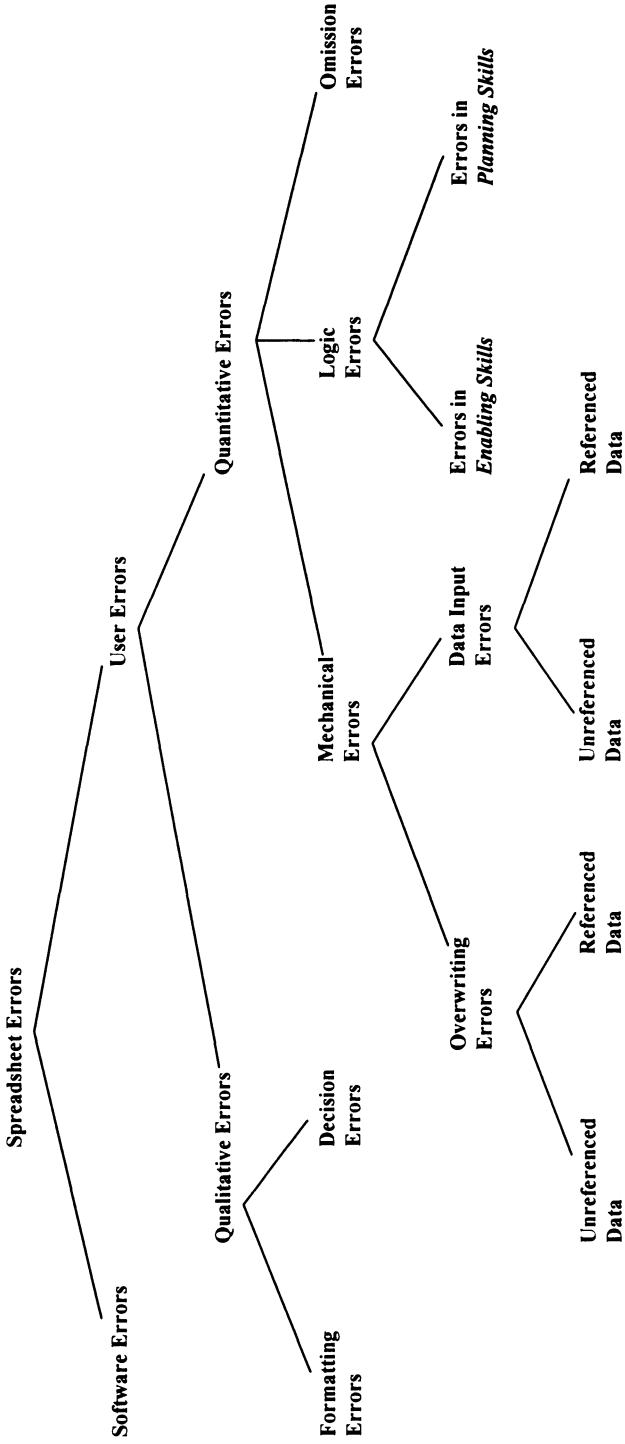 Spreadsheet Errors
Software Errors
User Errors
Qualitative Errors
Quantitative Errors
Formatting
Errors
Decision
Errors
Mechanical
Errors
Logic
Errors
Omission
Errors
Overwriting
Errors
Data Input
Errors
Errors in
Enabling Skills
Errors in
Planning Skills
Unreferenced
Data
Referenced
Data
Unreferenced
Data
Referenced
Data